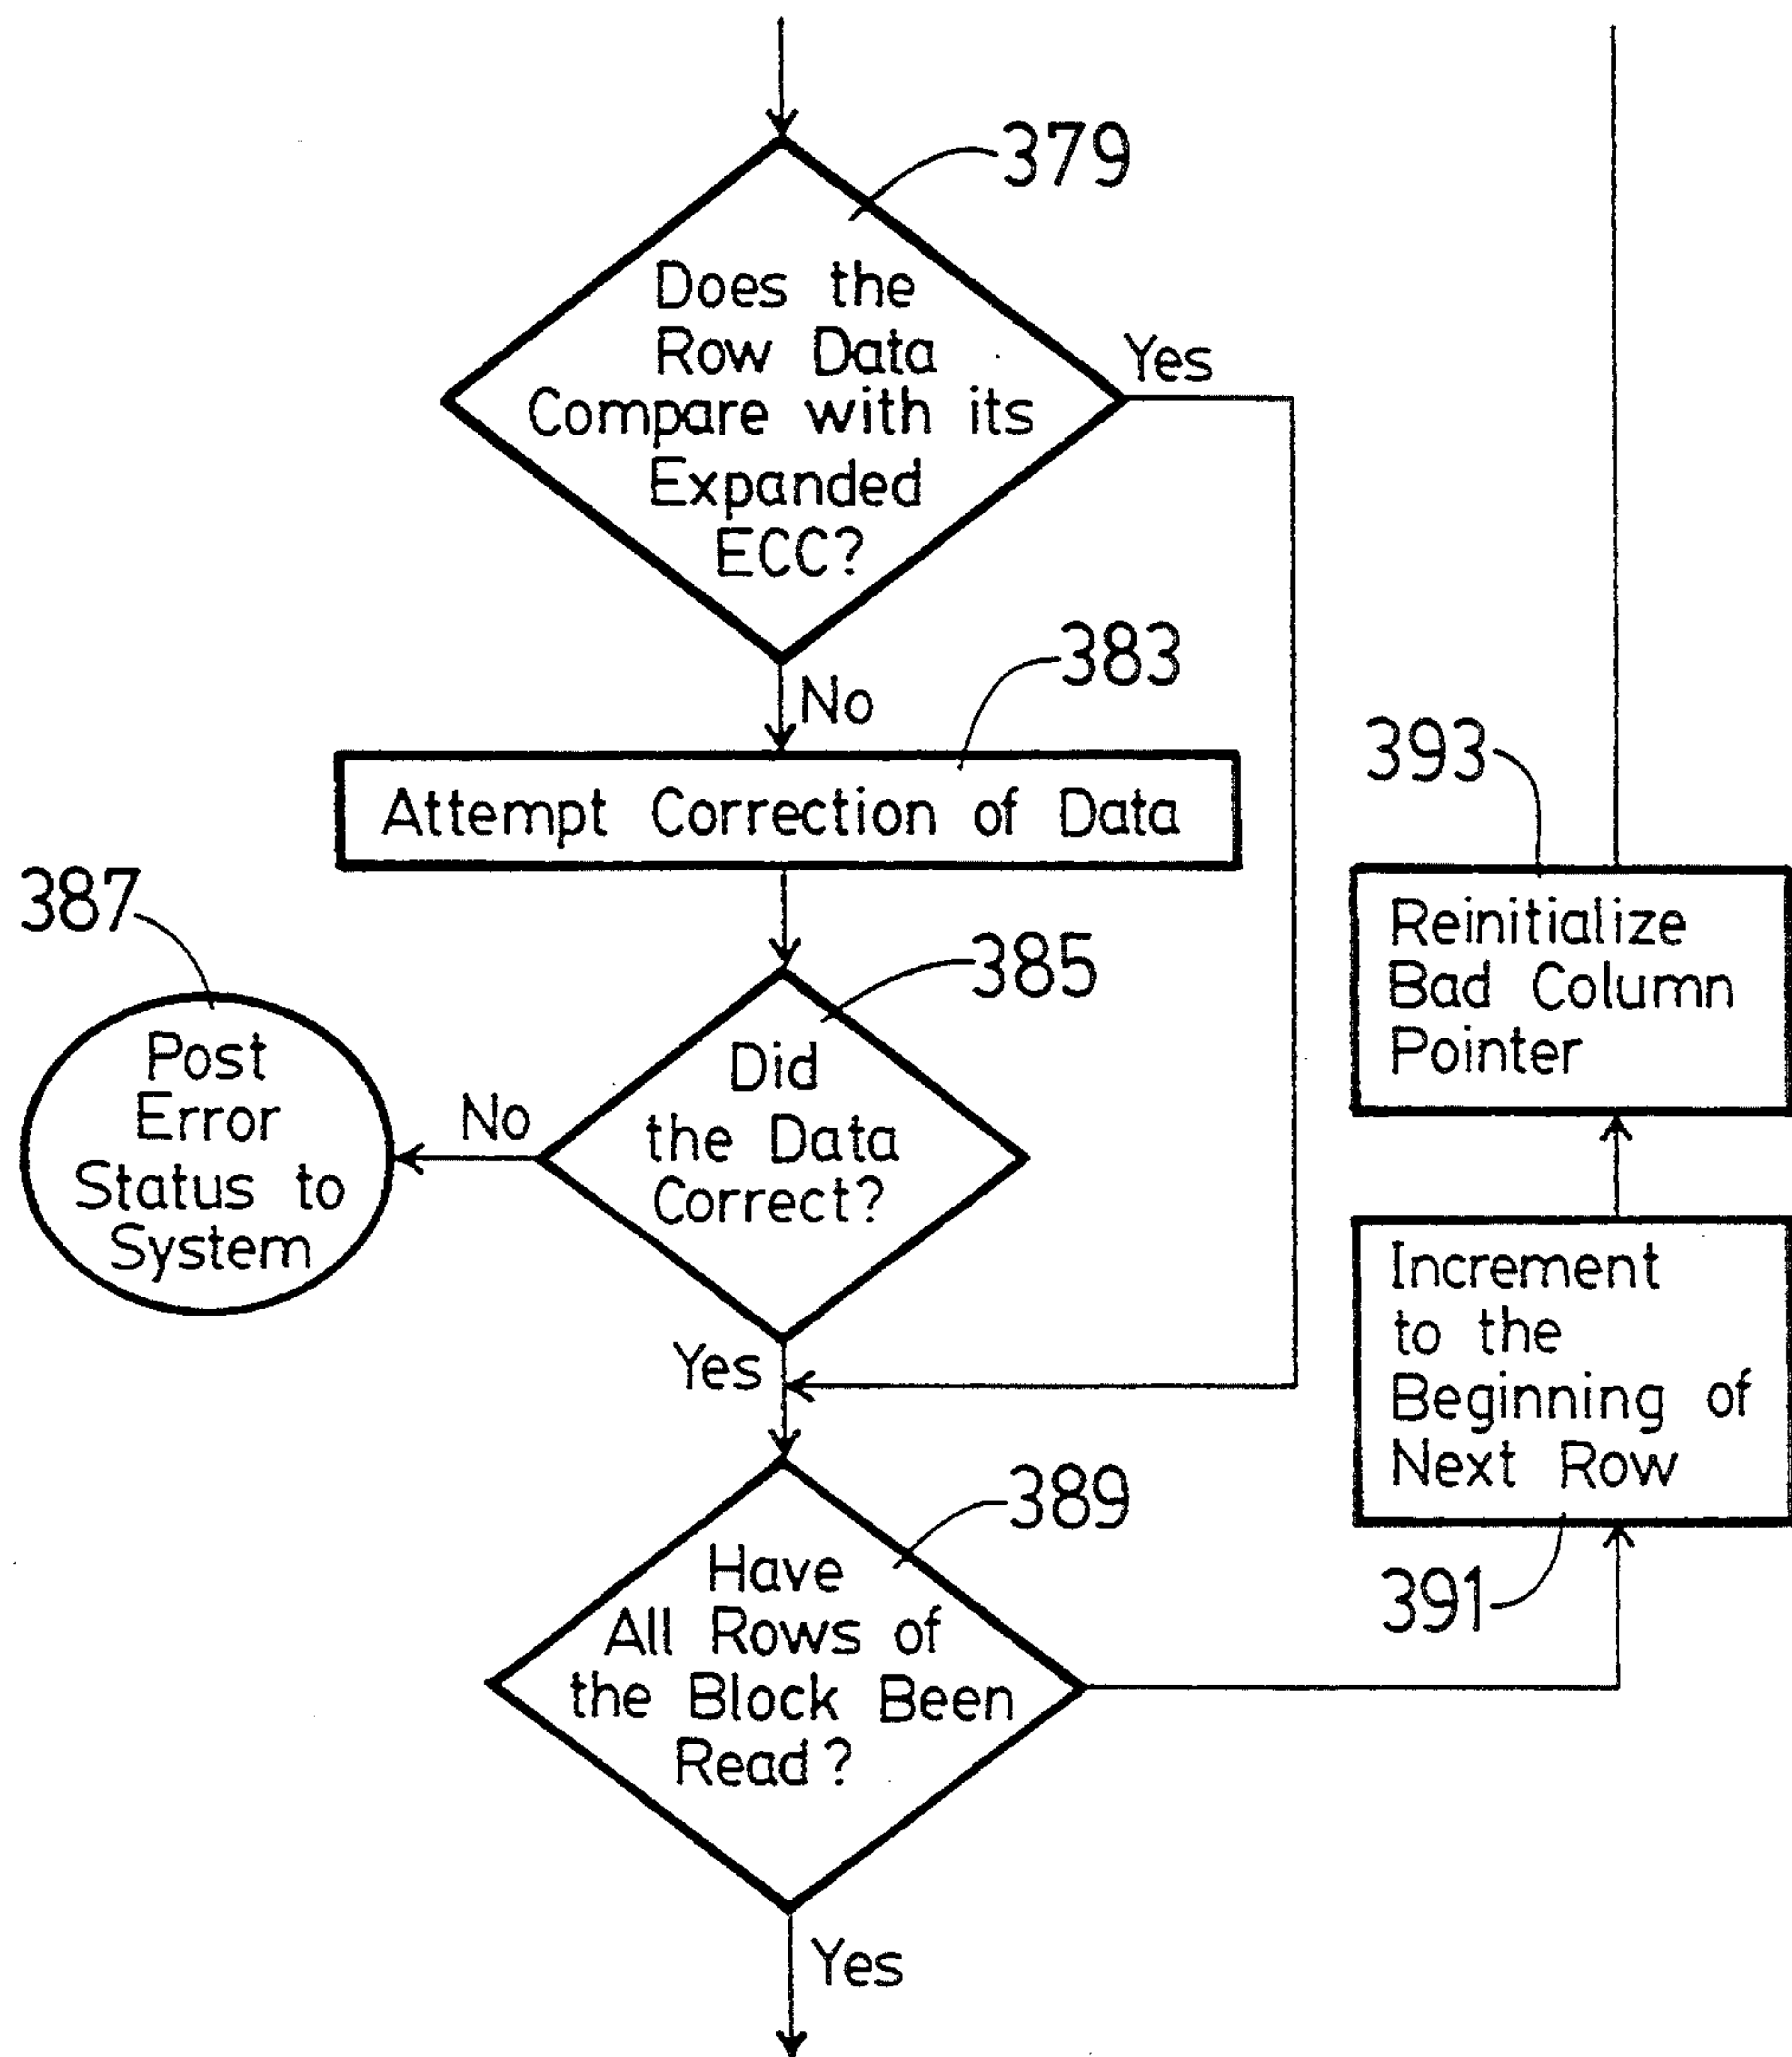 379
Does the
Row Data
Compare with its
Expanded
ECC?
Yes
No
383
Attempt Correction of Data
387
Post
Error
Status to
System
No
385
Did
the Data
Correct?
Yes
389
Have
All Rows of
the Block Been
Read?
Yes
393
Reinitialize
Bad Column
Pointer
Increment
to the
Beginning of
Next Row
391